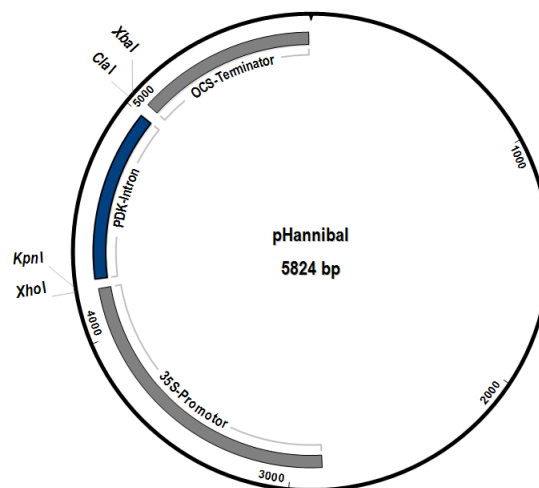 XbaI
ClaI
5000
OCS-Terminator
1000
PDK-Intron
pHannibal
5824 bp
KpnI
XhoI
4000
35S-Promotor
2000
3000